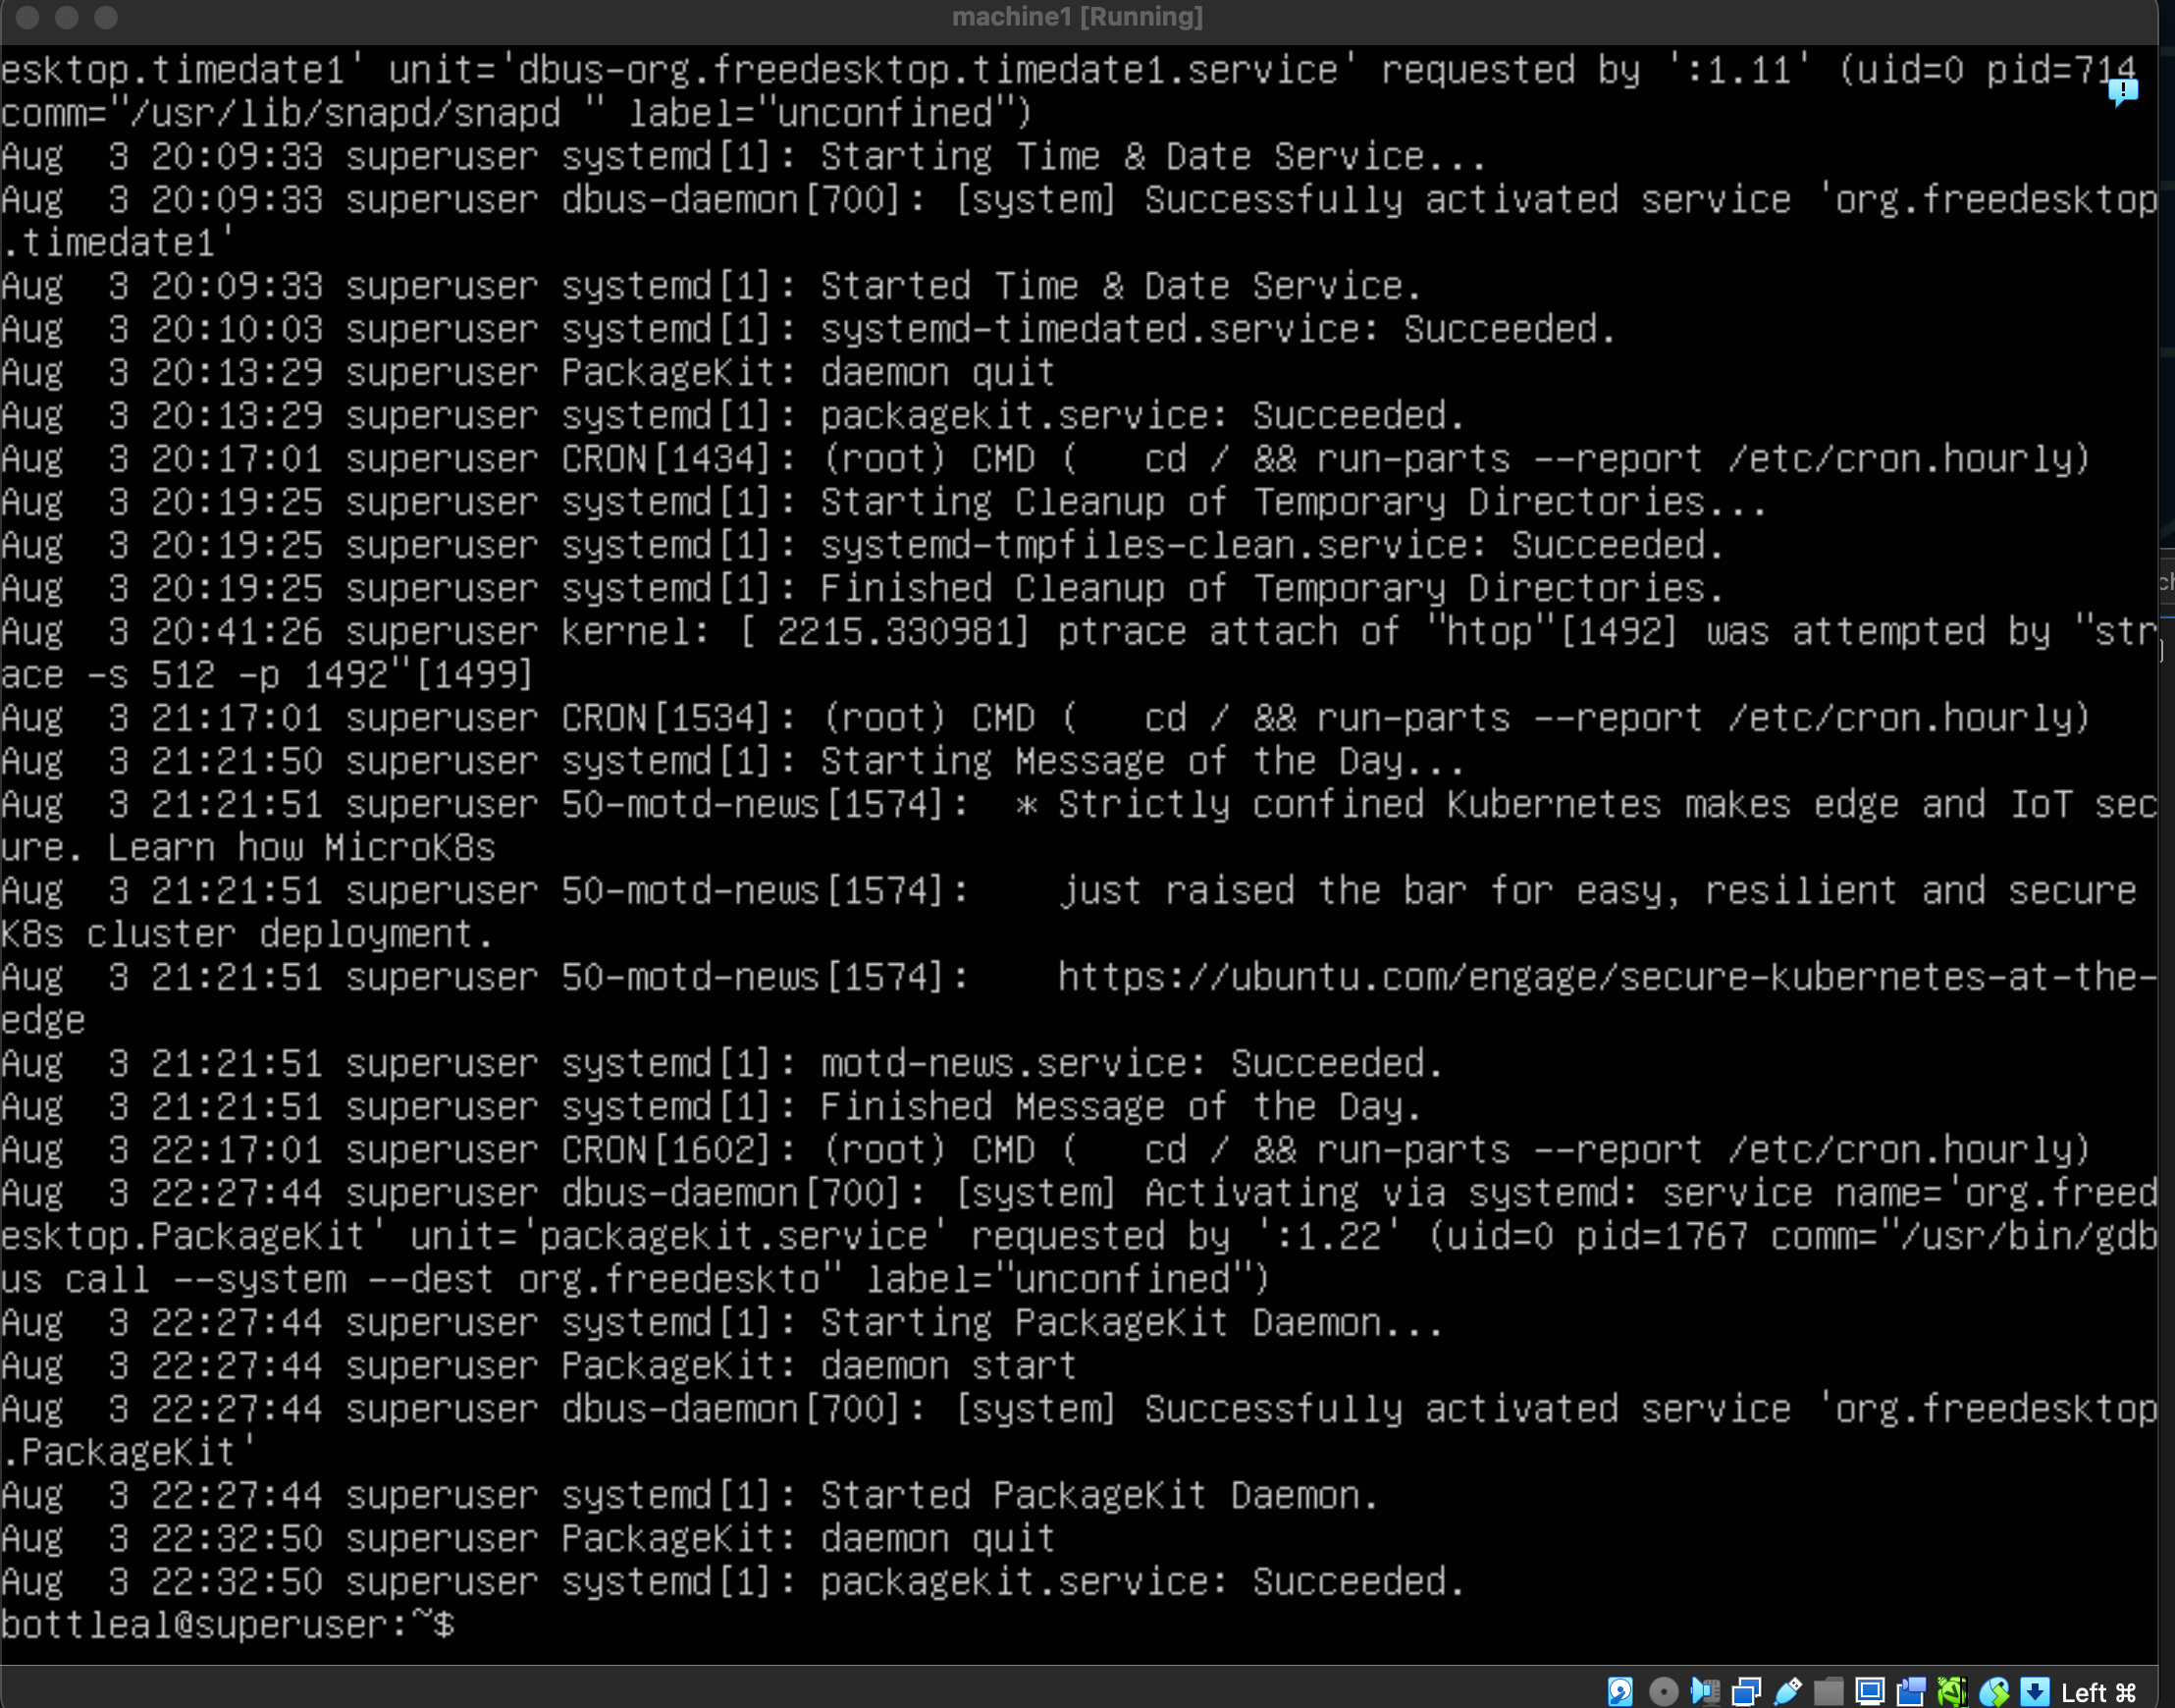 machine1 [Running]
esktop.timedate1' unit='dbus-org.freedesktop.timedate1.service' requested by ':1.11' (uid=0 pid=714
comm="/usr/lib/snapd/snapd " label="unconfined")
Aug  3 20:09:33 superuser systemd[1]: Starting Time & Date Service...
Aug  3 20:09:33 superuser dbus-daemon[700]: [system] Successfully activated service 'org.freedesktop
.timedate1'
Aug  3 20:09:33 superuser systemd[1]: Started Time & Date Service.
Aug  3 20:10:03 superuser systemd[1]: systemd-timedated.service: Succeeded.
Aug  3 20:13:29 superuser PackageKit: daemon quit
Aug  3 20:13:29 superuser systemd[1]: packagekit.service: Succeeded.
Aug  3 20:17:01 superuser CRON[1434]: (root) CMD (   cd / && run-parts --report /etc/cron.hourly)
Aug  3 20:19:25 superuser systemd[1]: Starting Cleanup of Temporary Directories...
Aug  3 20:19:25 superuser systemd[1]: systemd-tmpfiles-clean.service: Succeeded.
Aug  3 20:19:25 superuser systemd[1]: Finished Cleanup of Temporary Directories.
Aug  3 20:41:26 superuser kernel: [ 2215.330981] ptrace attach of "htop"[1492] was attempted by "str
ace -s 512 -p 1492"[1499]
Aug  3 21:17:01 superuser CRON[1534]: (root) CMD (   cd / && run-parts --report /etc/cron.hourly)
Aug  3 21:21:50 superuser systemd[1]: Starting Message of the Day...
Aug  3 21:21:51 superuser 50-motd-news[1574]:  * Strictly confined Kubernetes makes edge and IoT sec
ure. Learn how MicroK8s
Aug  3 21:21:51 superuser 50-motd-news[1574]:    just raised the bar for easy, resilient and secure
K8s cluster deployment.
Aug  3 21:21:51 superuser 50-motd-news[1574]:    https://ubuntu.com/engage/secure-kubernetes-at-the-
edge
Aug  3 21:21:51 superuser systemd[1]: motd-news.service: Succeeded.
Aug  3 21:21:51 superuser systemd[1]: Finished Message of the Day.
Aug  3 22:17:01 superuser CRON[1602]: (root) CMD (   cd / && run-parts --report /etc/cron.hourly)
Aug  3 22:27:44 superuser dbus-daemon[700]: [system] Activating via systemd: service name='org.freed
esktop.PackageKit' unit='packagekit.service' requested by ':1.22' (uid=0 pid=1767 comm="/usr/bin/gdb
us call --system --dest org.freedeskto" label="unconfined")
Aug  3 22:27:44 superuser systemd[1]: Starting PackageKit Daemon...
Aug  3 22:27:44 superuser PackageKit: daemon start
Aug  3 22:27:44 superuser dbus-daemon[700]: [system] Successfully activated service 'org.freedesktop
.PackageKit'
Aug  3 22:27:44 superuser systemd[1]: Started PackageKit Daemon.
Aug  3 22:32:50 superuser PackageKit: daemon quit
Aug  3 22:32:50 superuser systemd[1]: packagekit.service: Succeeded.
bottleal@superuser:~$
Left ⌘